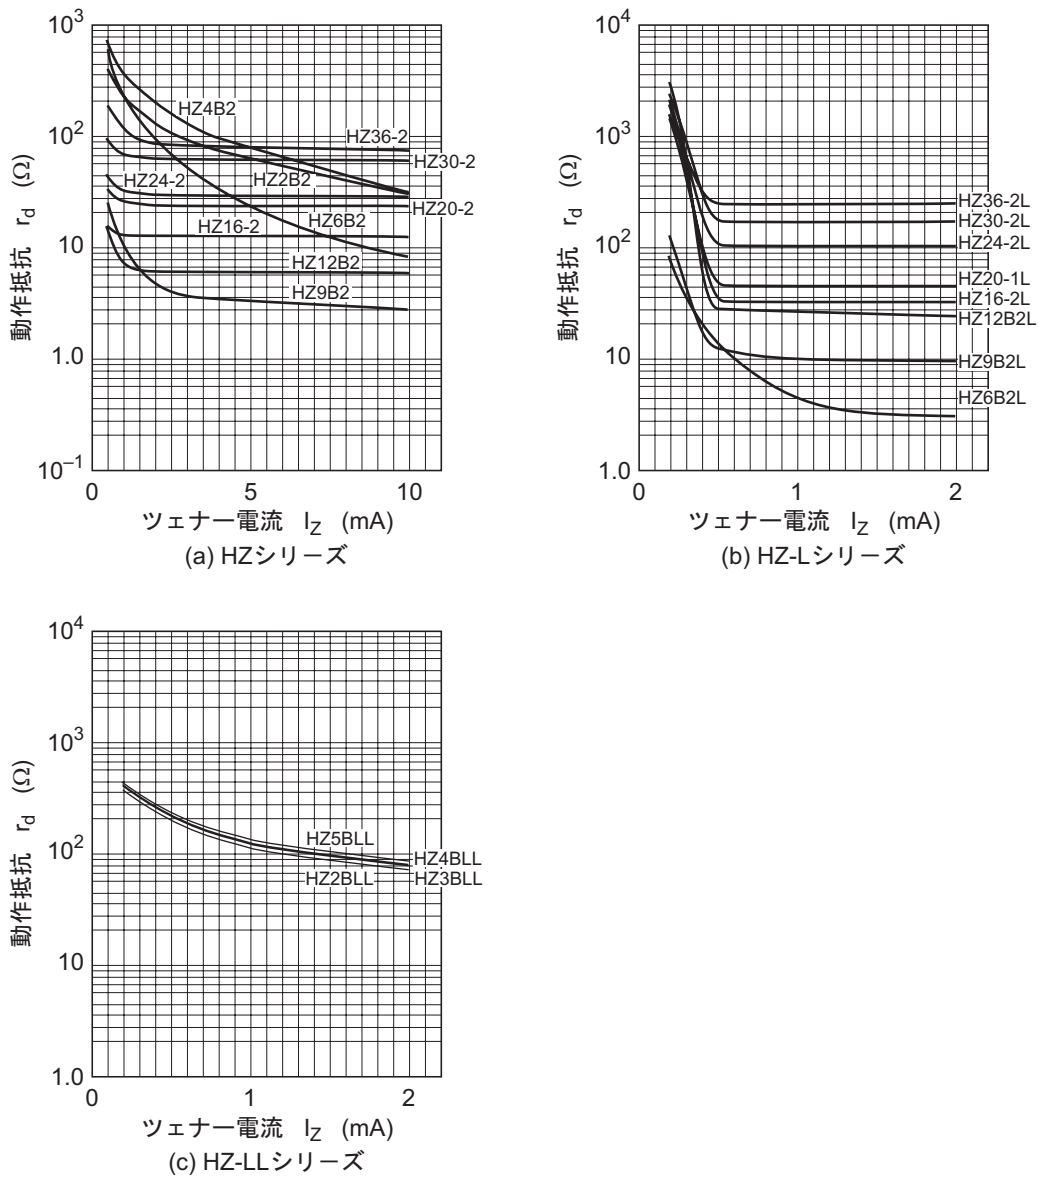 10³
10²
10
1.0
10⁻¹
動作抵抗 r_d (Ω)
HZ4B2
HZ36-2
HZ30-2
HZ24-2
HZ2B2
HZ20-2
HZ16-2
HZ6B2
HZ12B2
HZ9B2
0
5
10
ツェナー電流 I_Z (mA)
(a) HZシリーズ
10⁴
10³
10²
10
1.0
動作抵抗 r_d (Ω)
HZ36-2L
HZ30-2L
HZ24-2L
HZ20-1L
HZ16-2L
HZ12B2L
HZ9B2L
HZ6B2L
0
1
2
ツェナー電流 I_Z (mA)
(b) HZ-Lシリーズ
10⁴
10³
10²
10
1.0
動作抵抗 r_d (Ω)
HZ5BLL
HZ4BLL
HZ2BLL
HZ3BLL
0
1
2
ツェナー電流 I_Z (mA)
(c) HZ-LLシリーズ